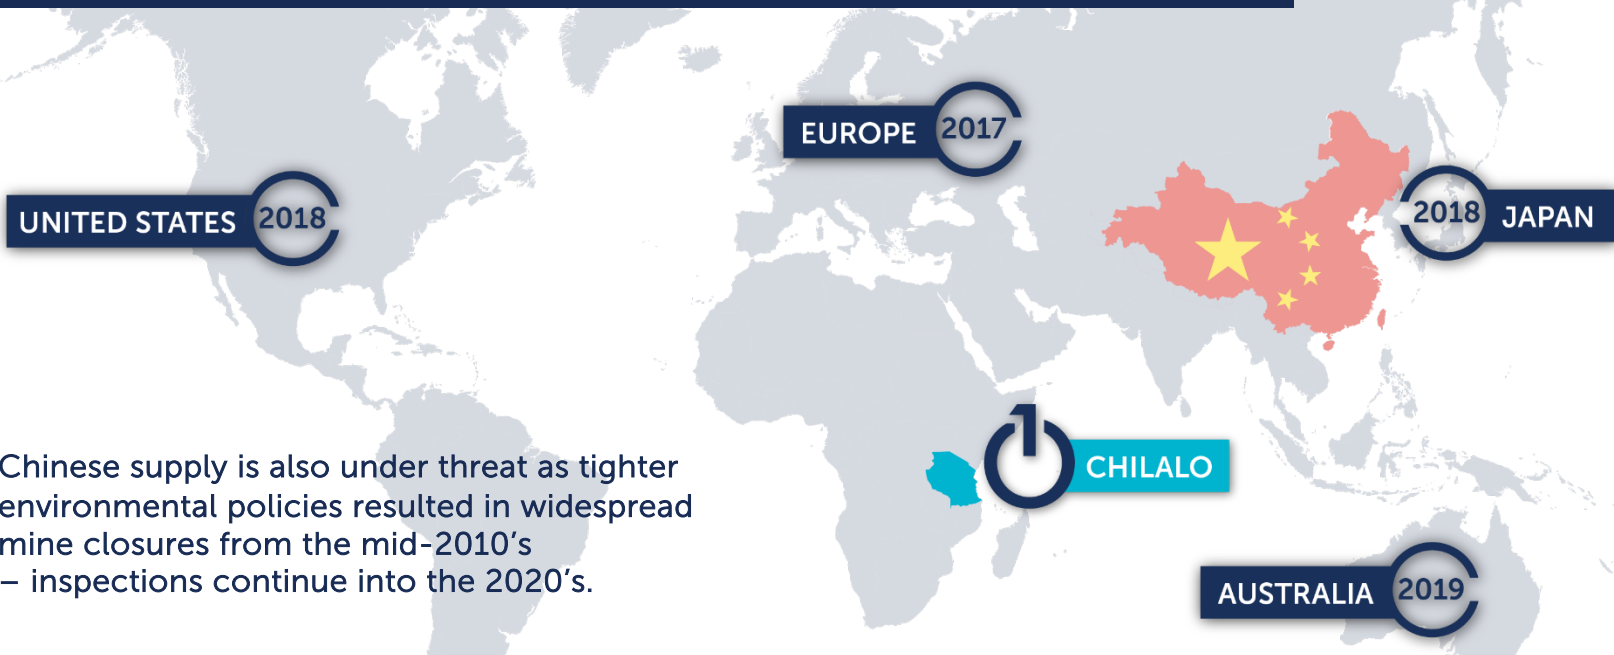 EUROPE 2017
UNITED STATES 2018
2018 JAPAN
CHILALO
Chinese supply is also under threat as tighter
environmental policies resulted in widespread
mine closures from the mid-2010’s
– inspections continue into the 2020’s.
AUSTRALIA 2019